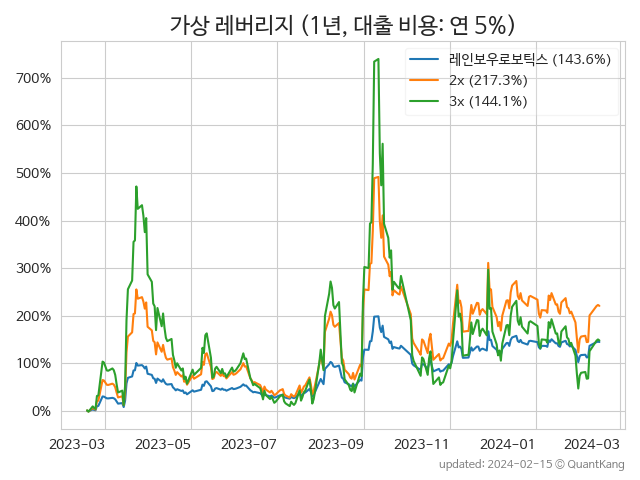 가상 레버리지 (1년, 대출 비용: 연 5%)
레인보우로보틱스 (143.6%)
2x (217.3%)
3x (144.1%)
700%
600%
500%
400%
300%
200%
100%
0%
2023-03 2023-05 2023-07 2023-09 2023-11 2024-01 2024-03
updated: 2024-02-15 © QuantKang